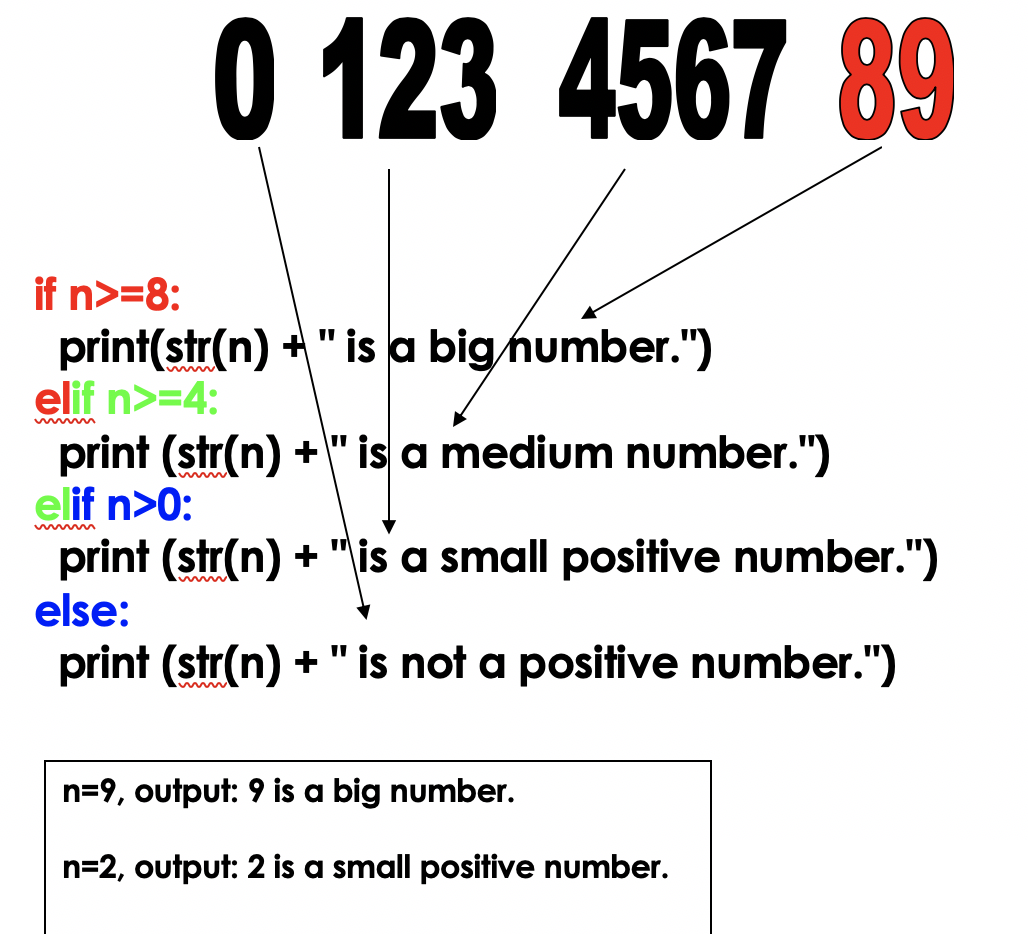 0 123 4567 89
if n>=8:
print(str(n) + " is a big number.")
elif n>=4:
print (str(n) + " is a medium number.")
elif n>0:
print (str(n) + " is a small positive number.")
else:
print (str(n) + " is not a positive number.")
n=9, output: 9 is a big number.
n=2, output: 2 is a small positive number.